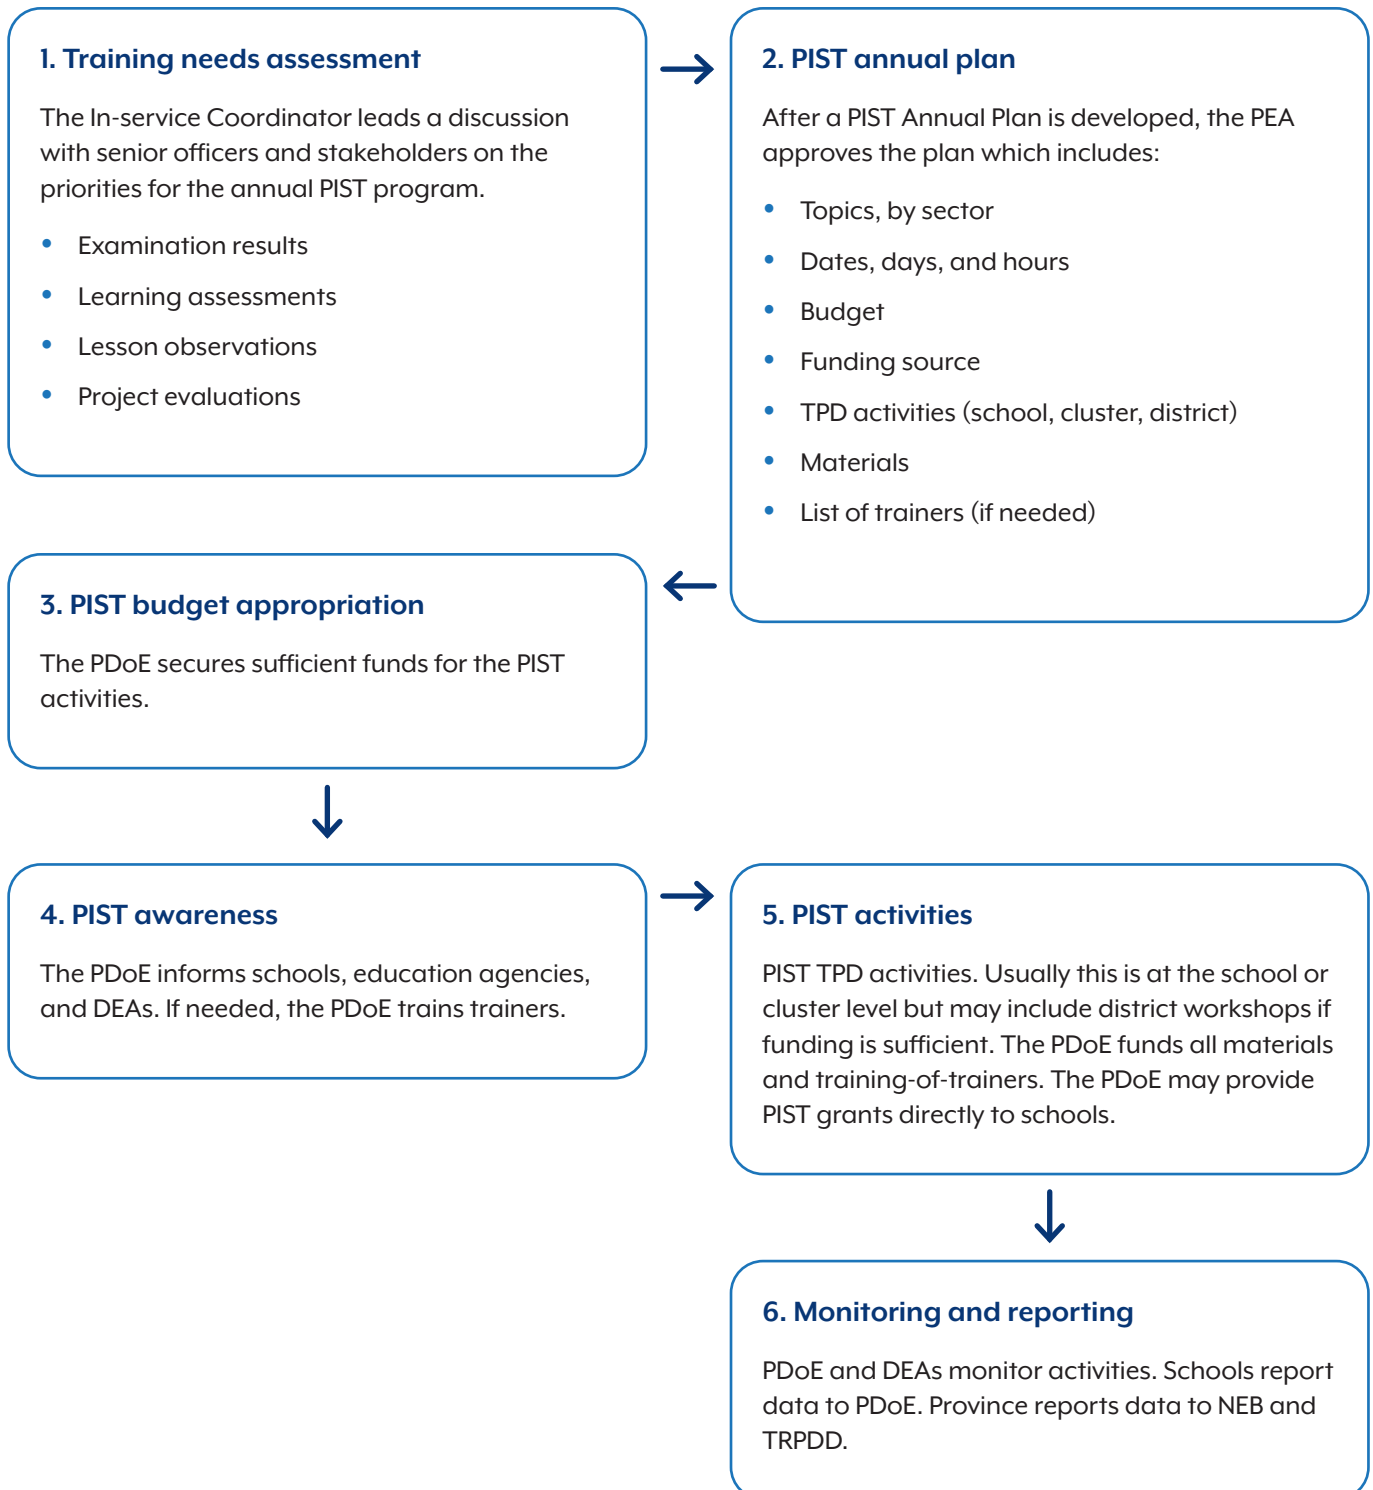 1. Training needs assessment
The In-service Coordinator leads a discussion
with senior officers and stakeholders on the
priorities for the annual PIST program.
• Examination results
• Learning assessments
• Lesson observations
• Project evaluations
2. PIST annual plan
After a PIST Annual Plan is developed, the PEA
approves the plan which includes:
• Topics, by sector
• Dates, days, and hours
• Budget
• Funding source
• TPD activities (school, cluster, district)
• Materials
• List of trainers (if needed)
3. PIST budget appropriation
The PDoE secures sufficient funds for the PIST
activities.
4. PIST awareness
The PDoE informs schools, education agencies,
and DEAs. If needed, the PDoE trains trainers.
5. PIST activities
PIST TPD activities. Usually this is at the school or
cluster level but may include district workshops if
funding is sufficient. The PDoE funds all materials
and training-of-trainers. The PDoE may provide
PIST grants directly to schools.
6. Monitoring and reporting
PDoE and DEAs monitor activities. Schools report
data to PDoE. Province reports data to NEB and
TRPDD.